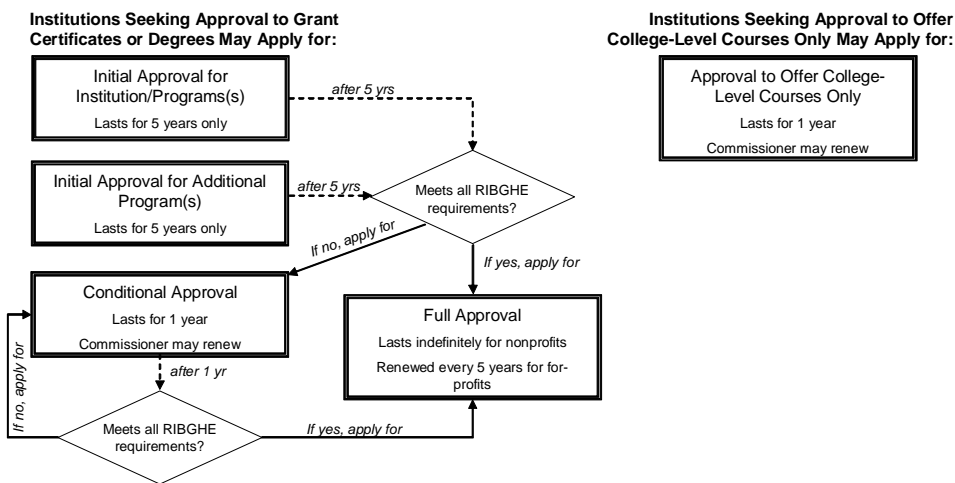 Institutions Seeking Approval to Grant
Certificates or Degrees May Apply for:
Institutions Seeking Approval to Offer
College-Level Courses Only May Apply for:
Initial Approval for
Institution/Programs(s)
Lasts for 5 years only
after 5 yrs
Approval to Offer College-
Level Courses Only
Lasts for 1 year
Commissioner may renew
Initial Approval for Additional
Program(s)
Lasts for 5 years only
after 5 yrs
Meets all RIBGHE
requirements?
If no, apply for
If yes, apply for
Conditional Approval
Lasts for 1 year
Commissioner may renew
Full Approval
Lasts indefinitely for nonprofits
Renewed every 5 years for for-
profits
If no, apply for
after 1 yr
Meets all RIBGHE
requirements?
If yes, apply for